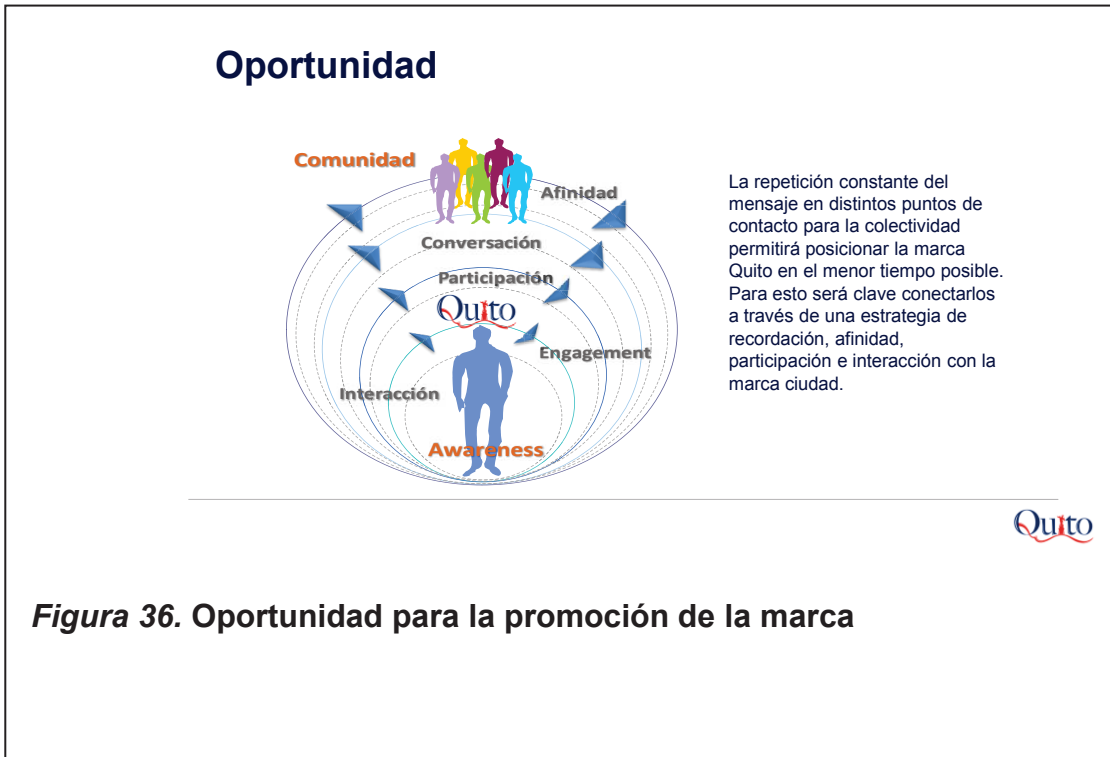 Oportunidad
Comunidad
Afinidad
Conversación
Participación
Quito
Engagement
Interacción
Awareness
La repetición constante del
mensaje en distintos puntos de
contacto para la colectividad
permitirá posicionar la marca
Quito en el menor tiempo posible.
Para esto será clave conectarlos
a través de una estrategia de
recordación, afinidad,
participación e interacción con la
marca ciudad.
Quito
Figura 36. Oportunidad para la promoción de la marca